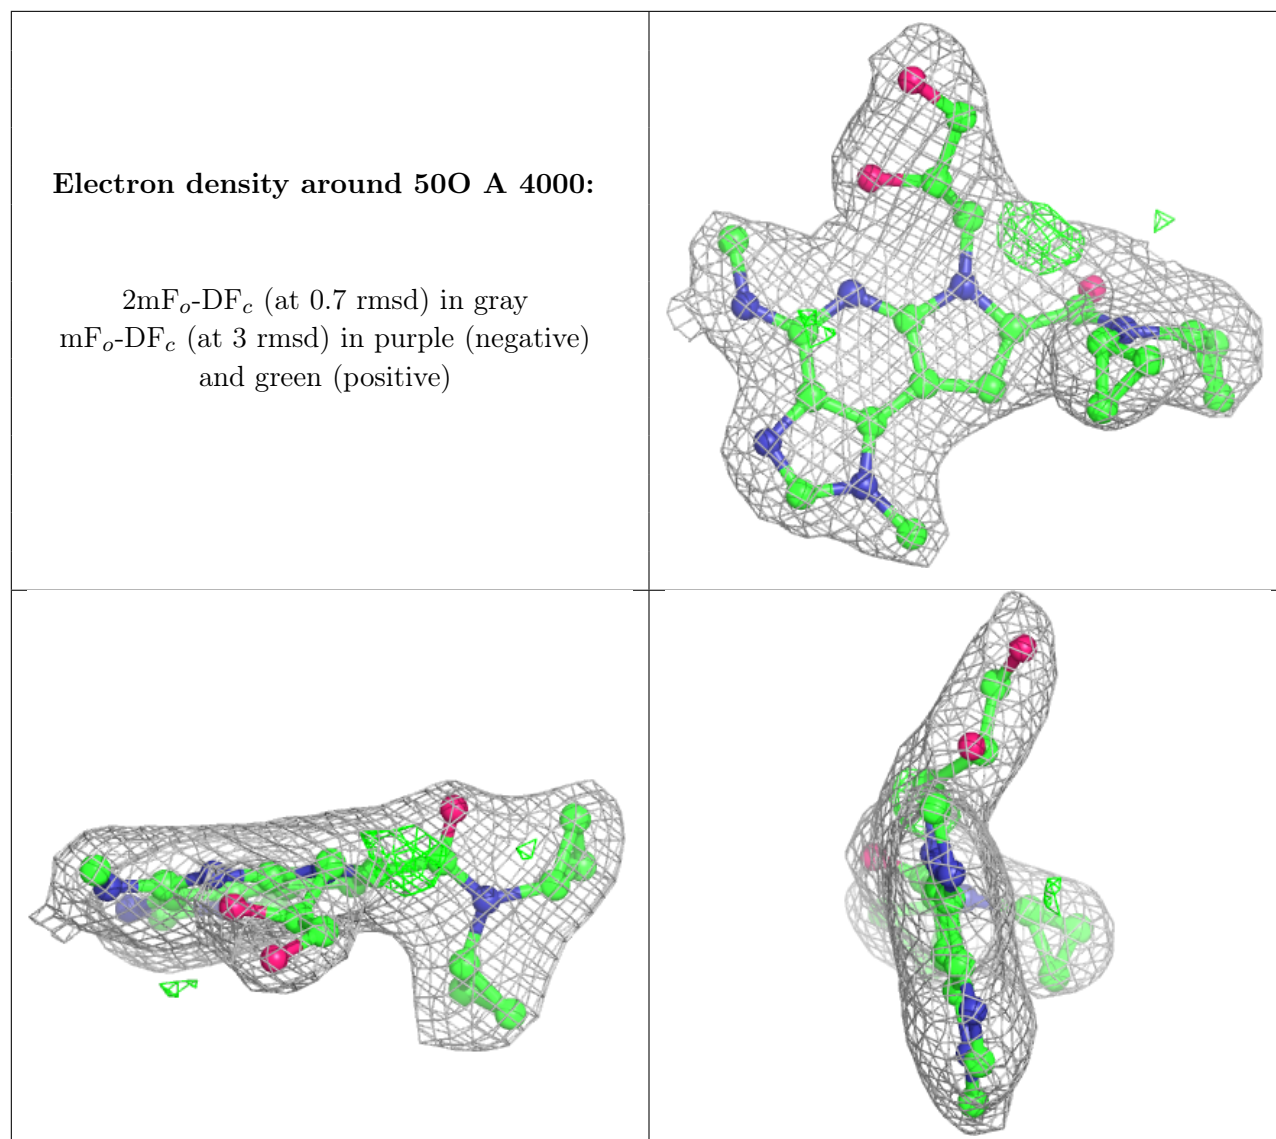 Electron density around 50O A 4000:
2mFo-DFc (at 0.7 rmsd) in gray
mFo-DFc (at 3 rmsd) in purple (negative)
and green (positive)